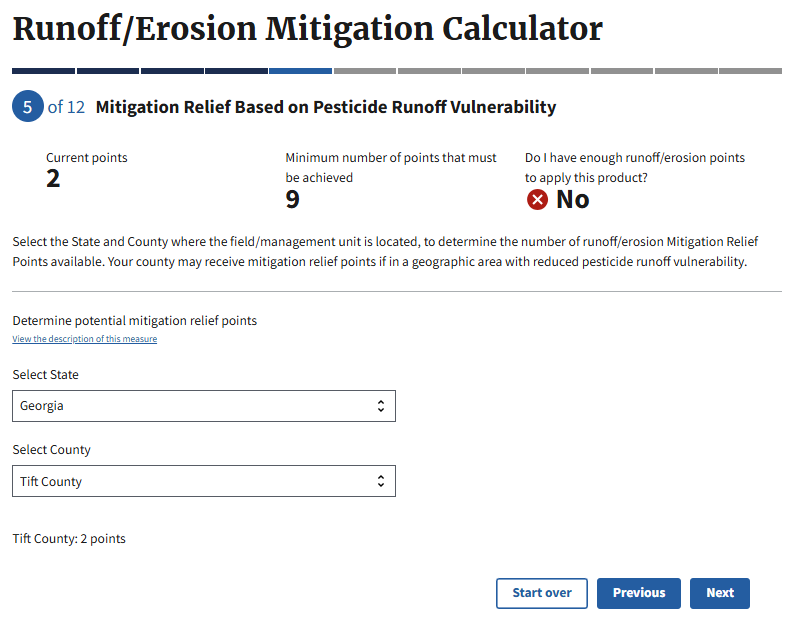 Runoff/Erosion Mitigation Calculator
5 of 12 Mitigation Relief Based on Pesticide Runoff Vulnerability
Current points
2
Minimum number of points that must
be achieved
9
Do I have enough runoff/erosion points
to apply this product?
No
Select the State and County where the field/management unit is located, to determine the number of runoff/erosion Mitigation Relief
Points available. Your county may receive mitigation relief points if in a geographic area with reduced pesticide runoff vulnerability.
Determine potential mitigation relief points
View the description of this measure
Select State
Georgia
Select County
Tift County
Tift County: 2 points
Start over Previous Next